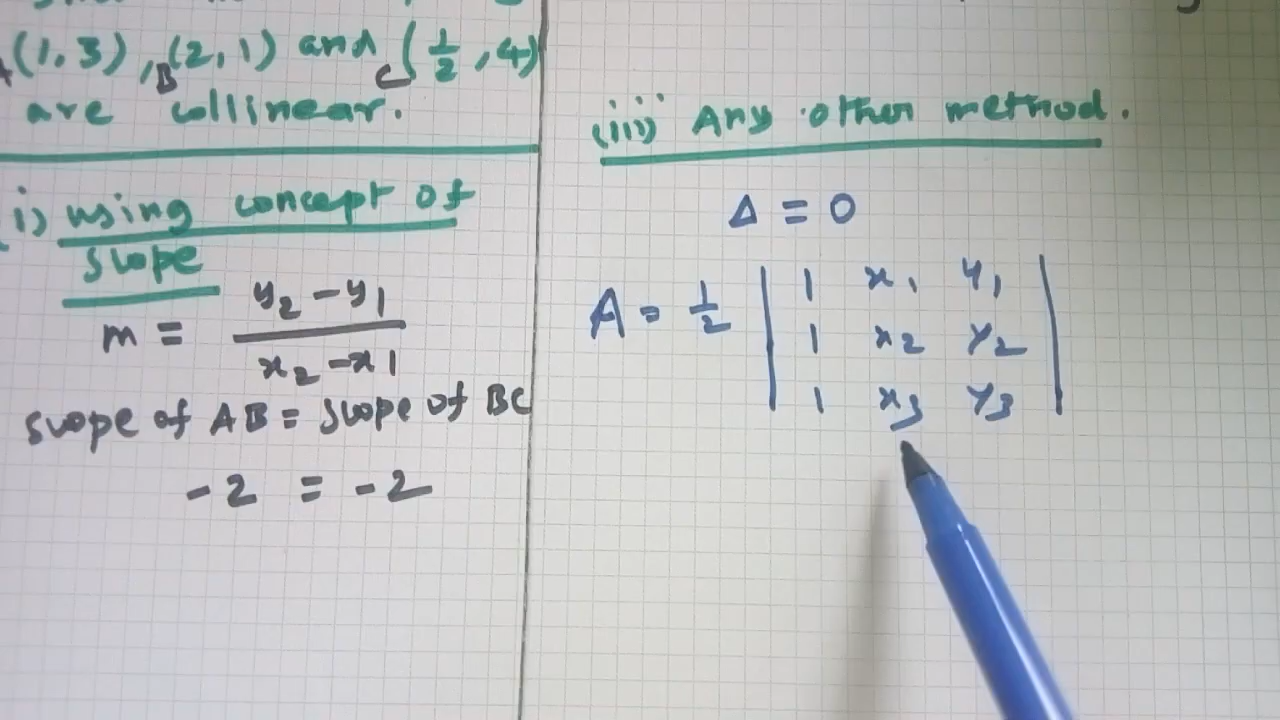 A(1,3), B(2,1) and C(1/2, 4)
are collinear.
i) using concept of
slope
m = y₂ - y₁ / x₂ - x1
slope of AB = slope of BC
-2 = -2
(iii) Any other method.
Δ = 0
A = 1/2 | 1 x₁ y₁
1 x₂ y₂
1 x₃ y₃ |